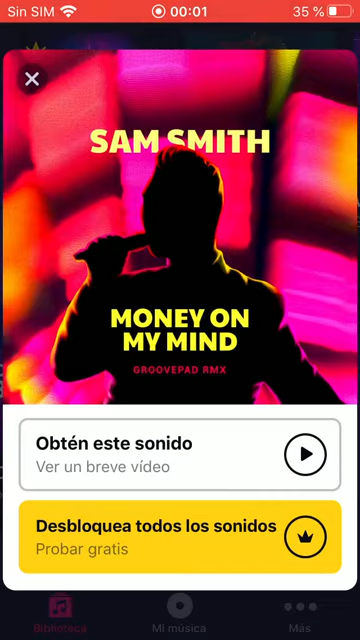 Sin SIM 00:01 35 %
SAM SMITH
MONEY ON
MY MIND
GROOVEPAD RMX
Obtén este sonido
Ver un breve vídeo
Desbloquea todos los sonidos
Probar gratis
Biblioteca Mi música Más